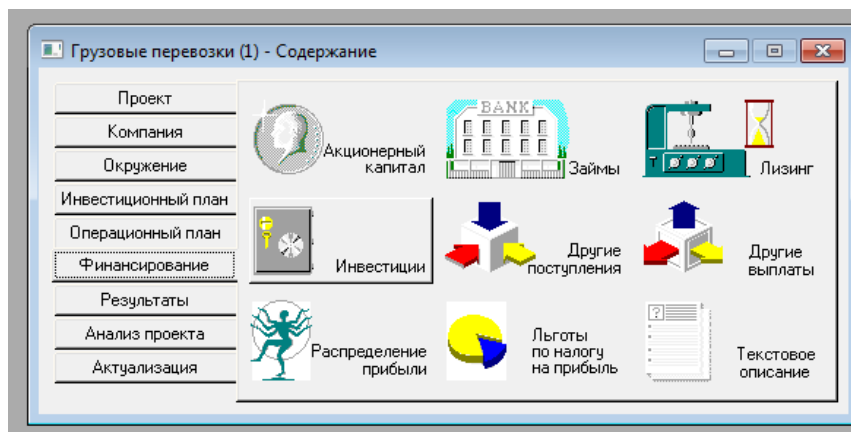 Грузовые перевозки (1) - Содержание
Проект
Компания
Окружение
Инвестиционный план
Операционный план
Финансирование
Результаты
Анализ проекта
Актуализация
Акционерный
капитал
BANK
Займы
Лизинг
Инвестиции
Другие
поступления
Другие
выплаты
Распределение
прибыли
Льготы
по налогу
на прибыль
?
Текстовое
описание